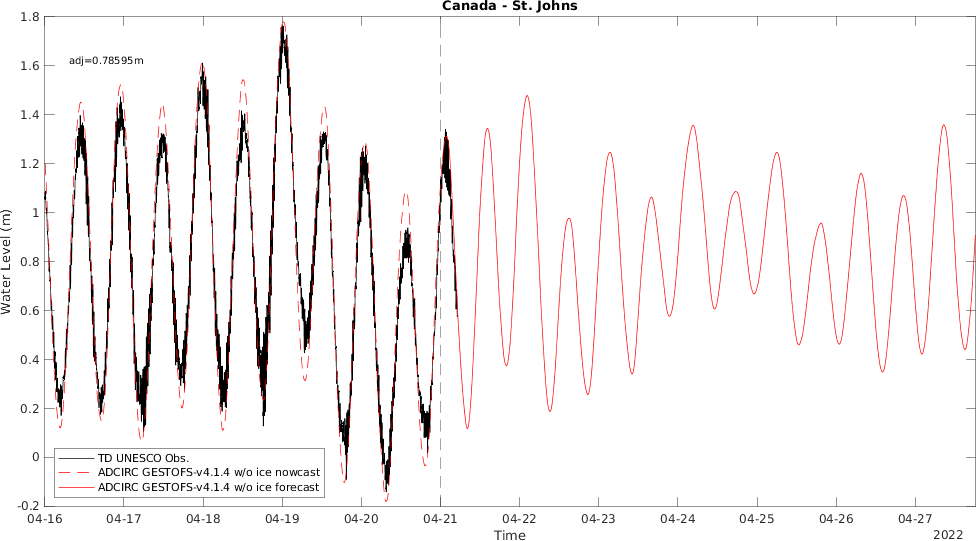 Canada - St. Johns
adj=0.78595m
Water Level (m)
1.8
1.6
1.4
1.2
1
0.8
0.6
0.4
0.2
0
-0.2
TD UNESCO Obs.
ADCIRC GESTOFS-v4.1.4 w/o ice nowcast
ADCIRC GESTOFS-v4.1.4 w/o ice forecast
04-16 04-17 04-18 04-19 04-20 04-21 04-22 04-23 04-24 04-25 04-26 04-27
Time
2022